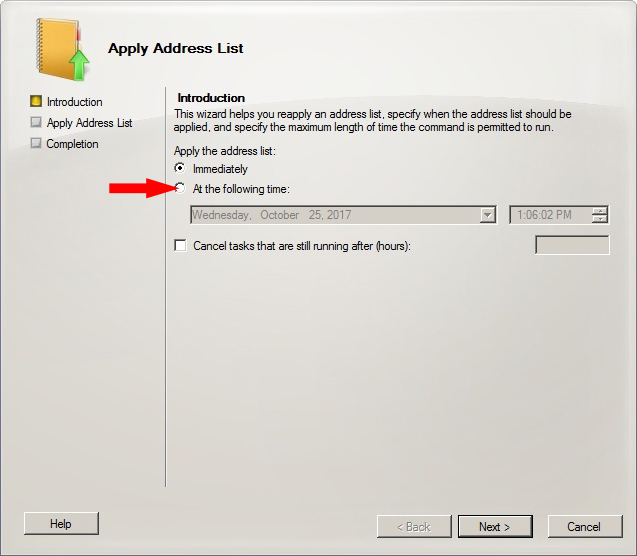 Apply Address List
Introduction
Apply Address List
Completion
Introduction
This wizard helps you reapply an address list, specify when the address list should be
applied, and specify the maximum length of time the command is permitted to run.
Apply the address list:
Immediately
At the following time:
Wednesday, October 25, 2017 1:06:02 PM
Cancel tasks that are still running after (hours):
Help < Back Next > Cancel